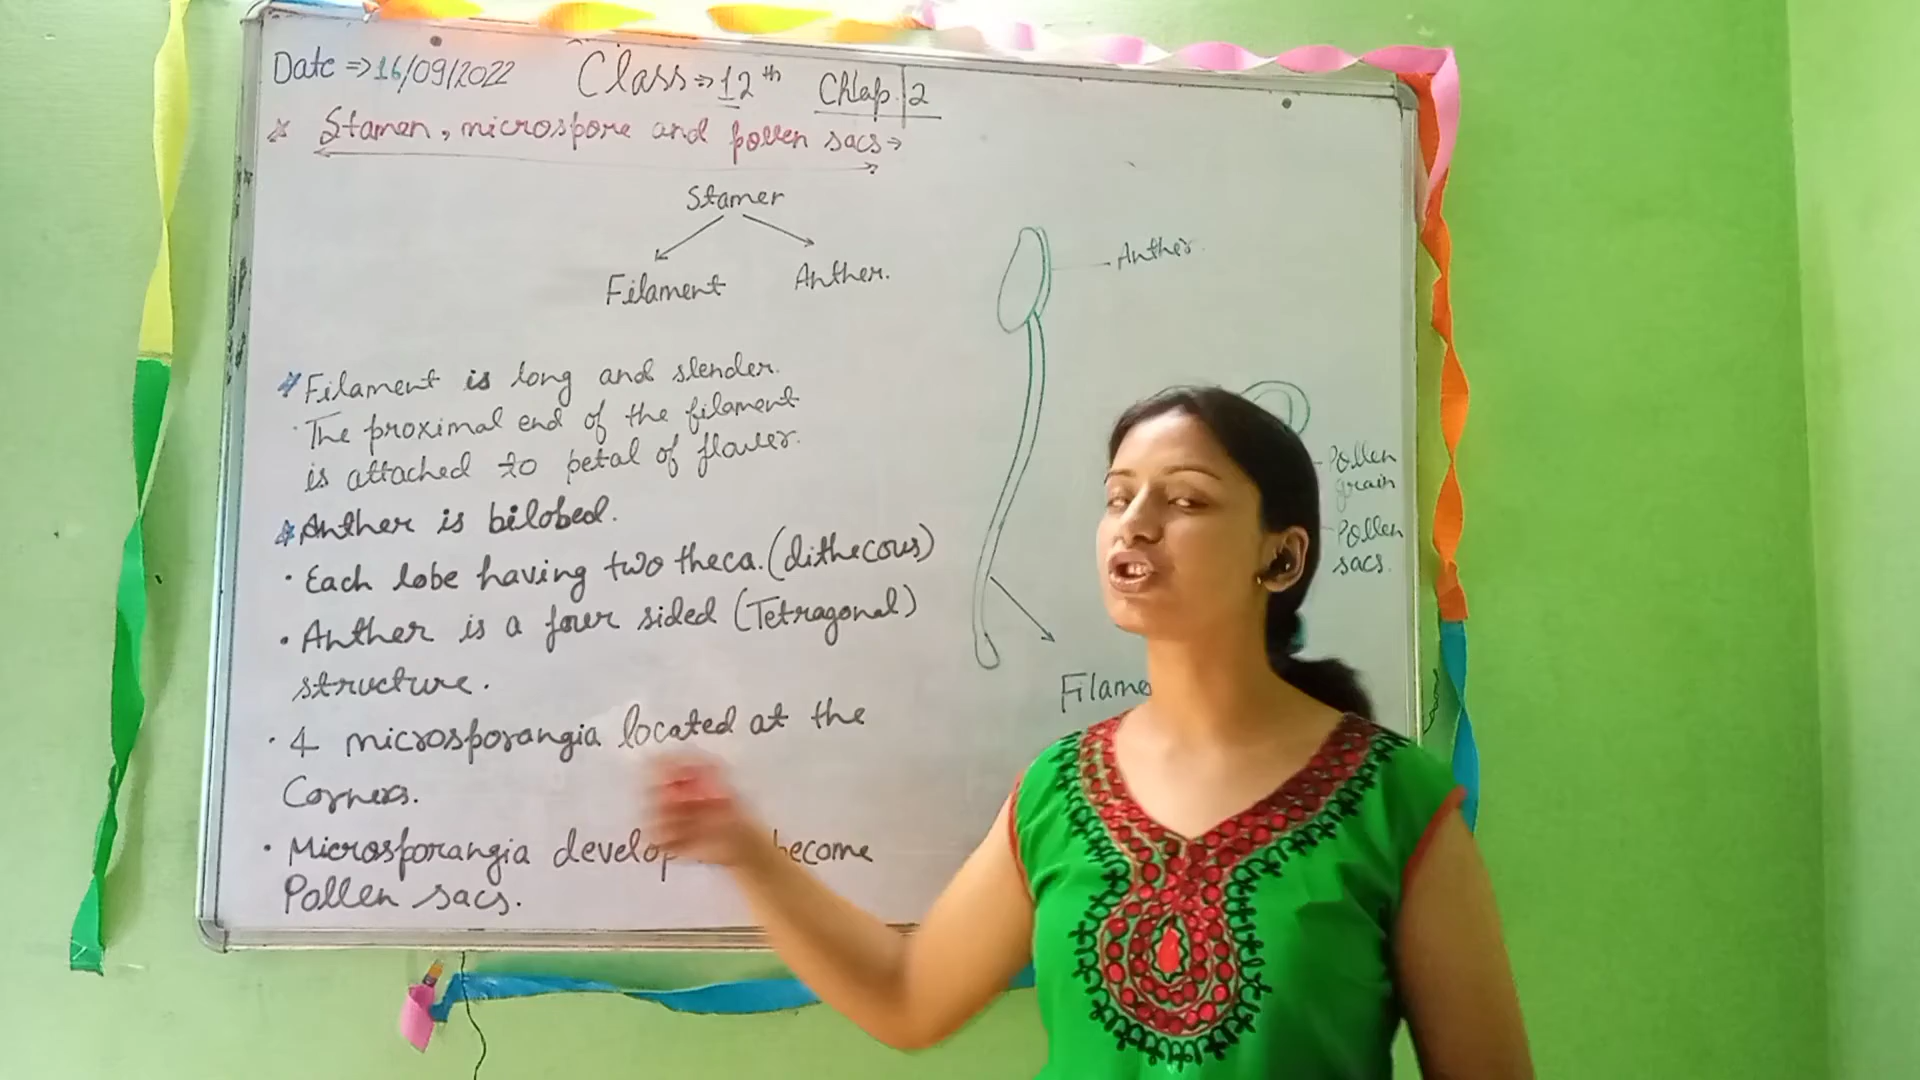 Date ⇒ 16/09/2022 Class ⇒ 12th Chap. 2
Stamen, microspore and pollen sacs →
Stamer
Filament Anther.
Filament is long and slender.
· The proximal end of the filament
is attached to petal of flower.
Anther is bilobed.
· Each lobe having two theca. (dithecous)
· Anther is a four sided (Tetragonal)
structure.
· 4 microsporangia located at the
Corners.
· Microsporangia develop become
Pollen sacs.
Anther.
Filame
Pollen
grain
Pollen
sacs.